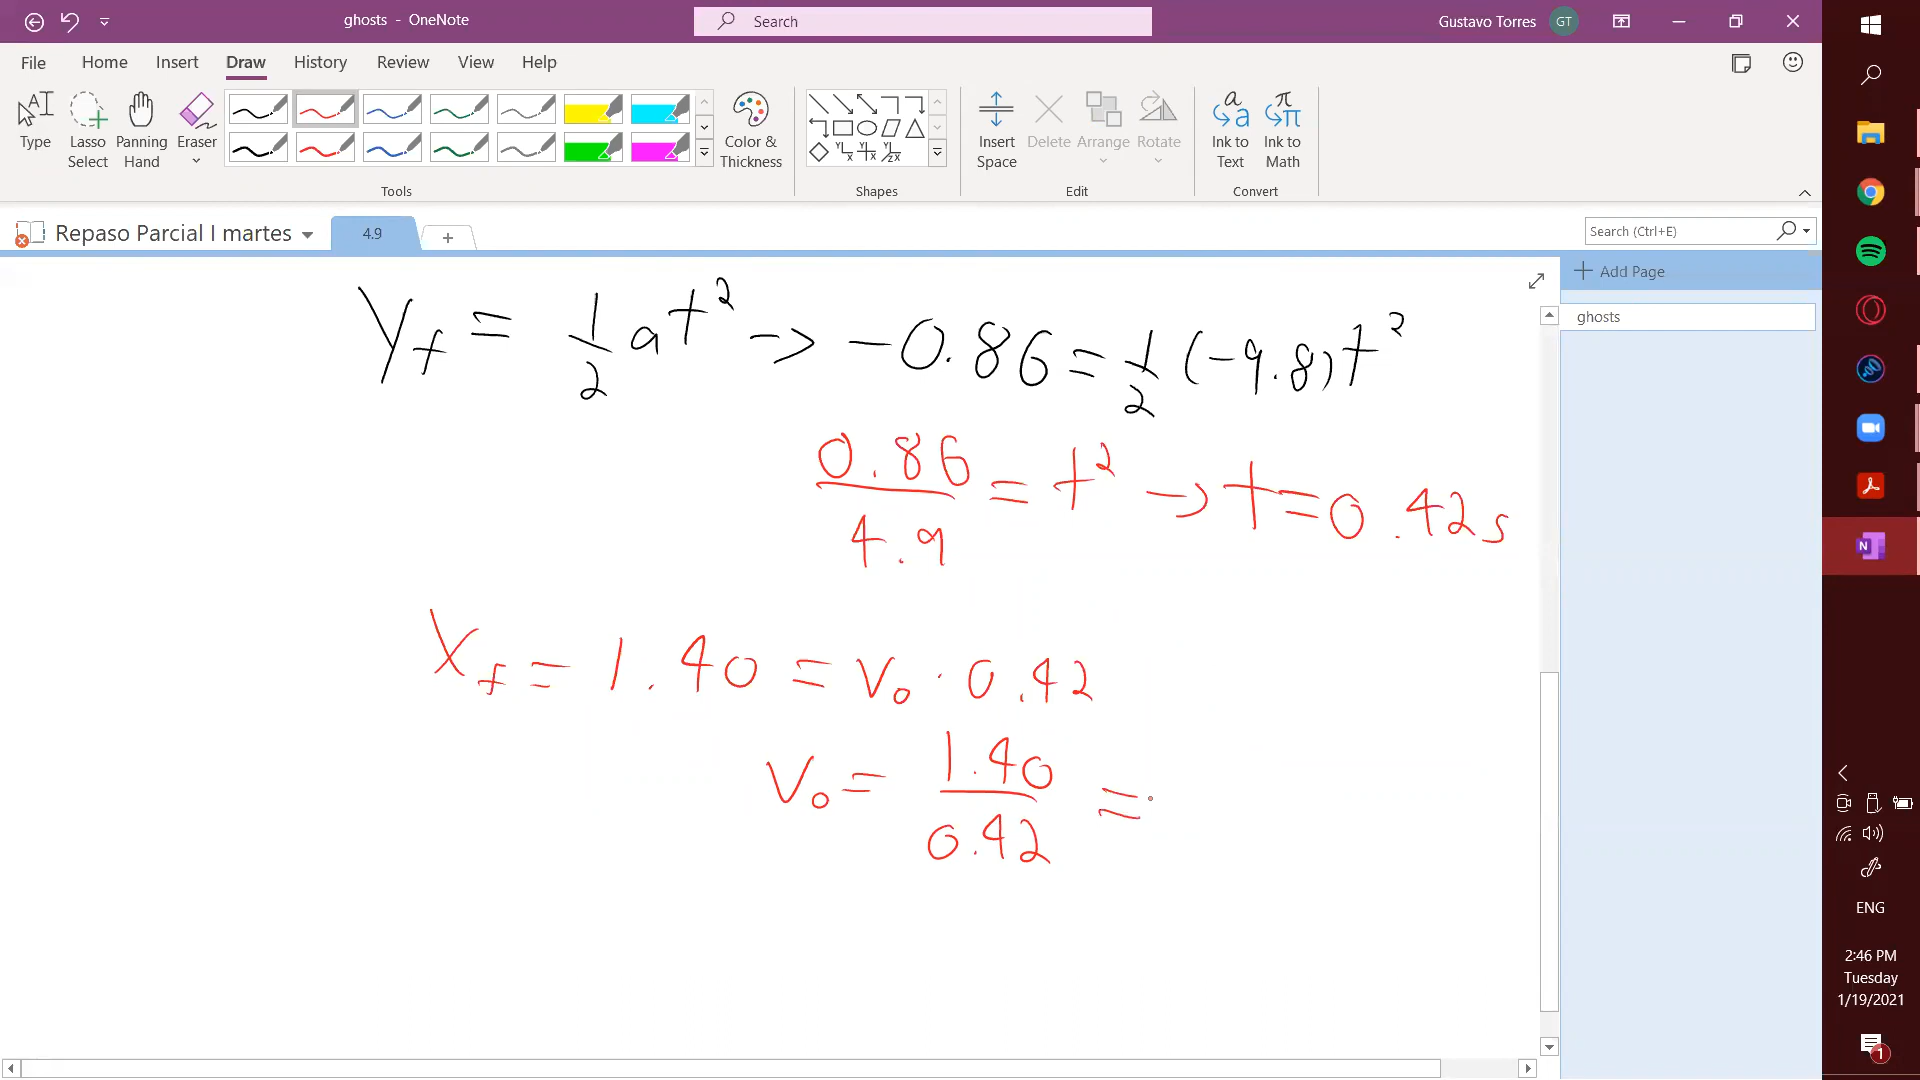 ghosts - OneNote
Search
Gustavo Torres GT
File Home Insert Draw History Review View Help
Type
Lasso Select
Panning Hand
Eraser
Color & Thickness
Insert Space
Delete
Arrange
Rotate
Ink to Text
Ink to Math
Tools
Shapes
Edit
Convert
Repaso Parcial I martes
4.9
Search (Ctrl+E)
Add Page
ghosts
Yf = 1/2 at² -> -0.86 = 1/2 (-9.8)t²
0.86/4.9 = t² -> t = 0.42s
Xf = 1.40 = V₀ · 0.42
V₀ = 1.40/0.42 =
ENG
2:46 PM
Tuesday
1/19/2021
1